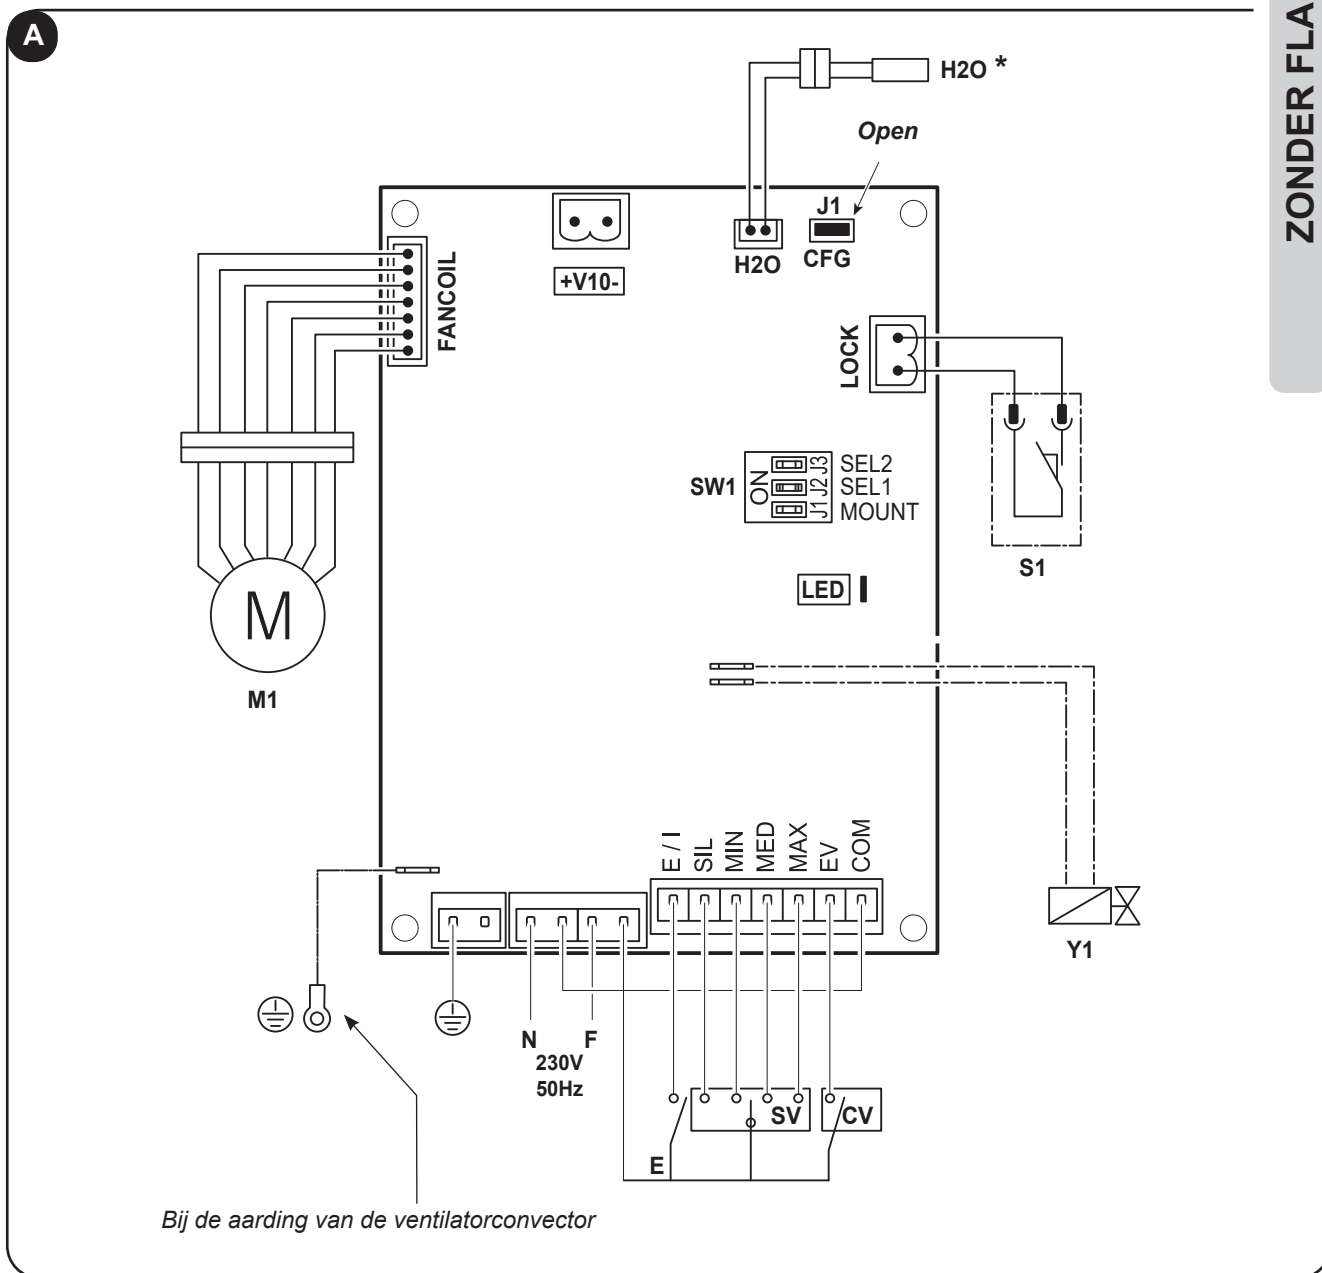 A
ZONDER FLA
H2O *
Open
J1
H2O
CFG
+V10-
FANCOIL
LOCK
SW1
ON
J3
J2
J1
SEL2
SEL1
MOUNT
S1
LED
M
M1
E / I
SIL
MIN
MED
MAX
EV
COM
Y1
N
F
230V
50Hz
SV
CV
E
Bij de aarding van de ventilatorconvector